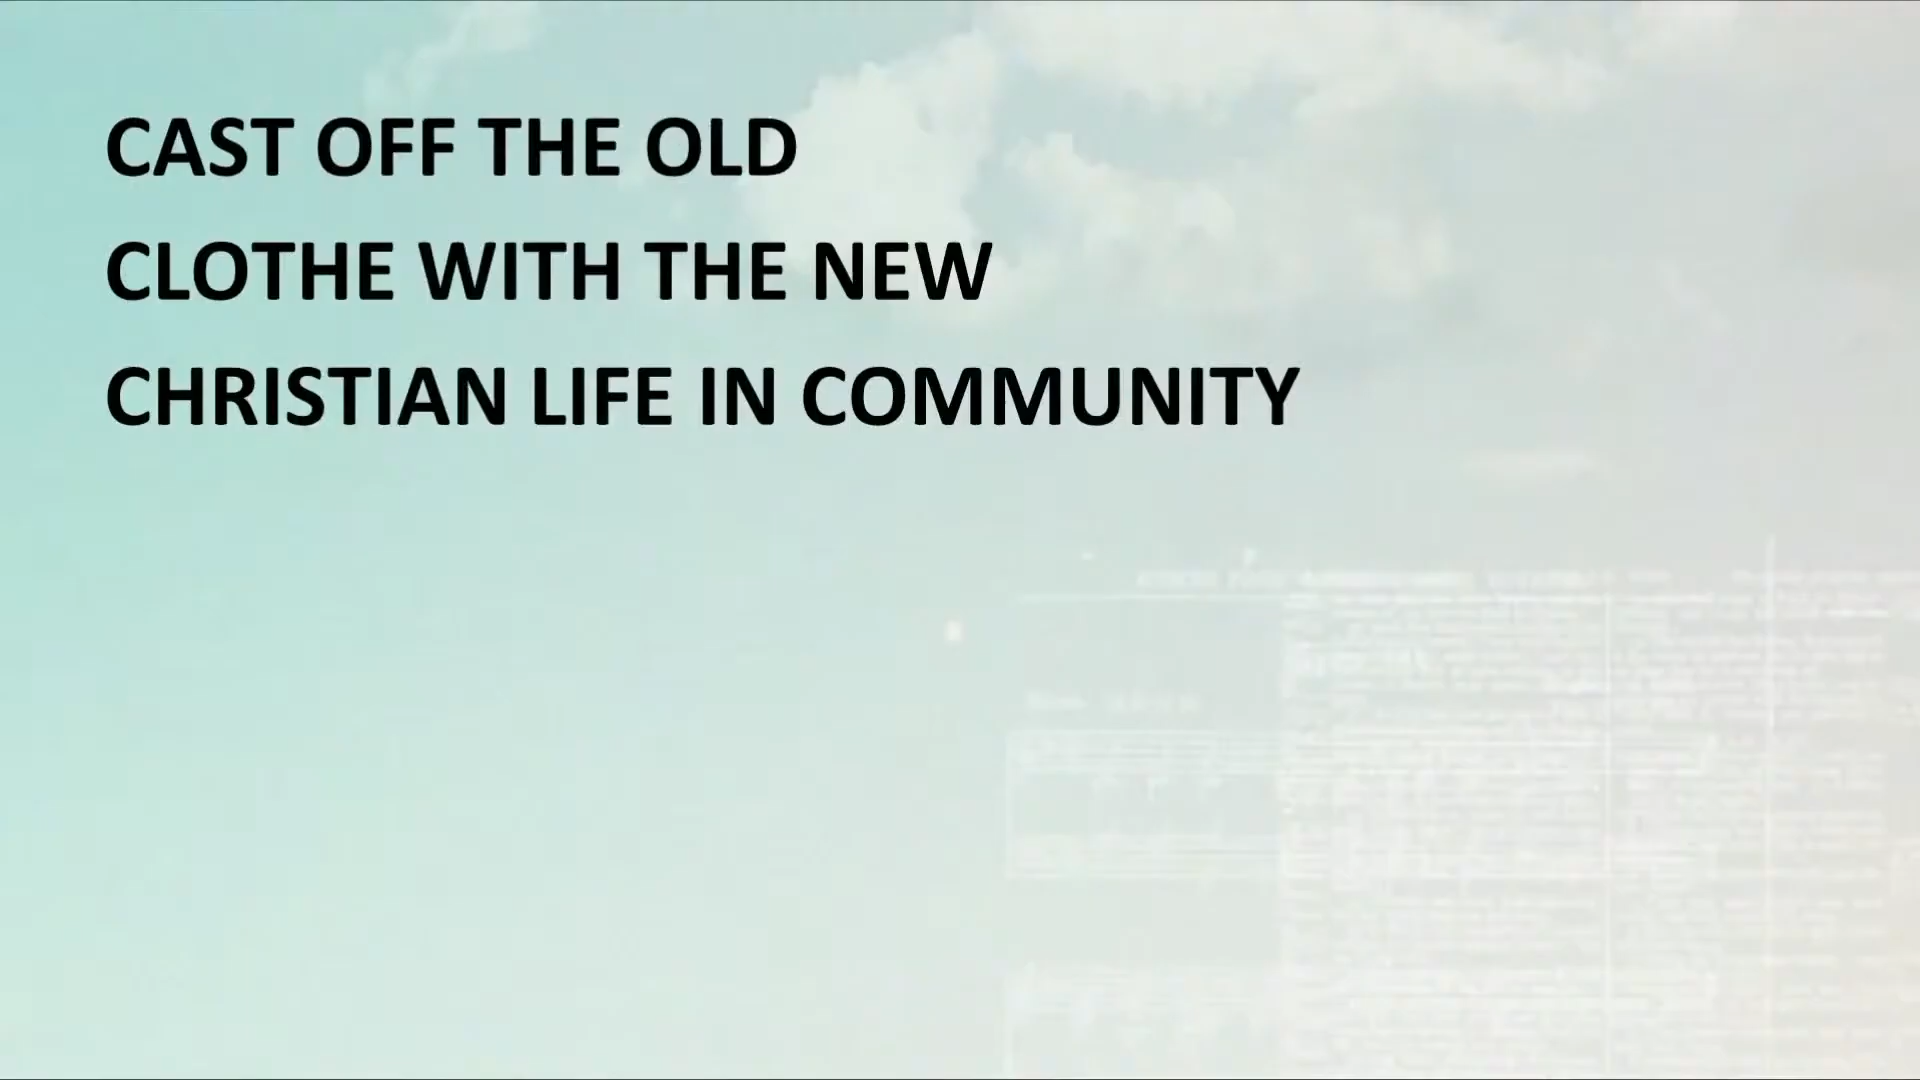 CAST OFF THE OLD
CLOTHE WITH THE NEW
CHRISTIAN LIFE IN COMMUNITY